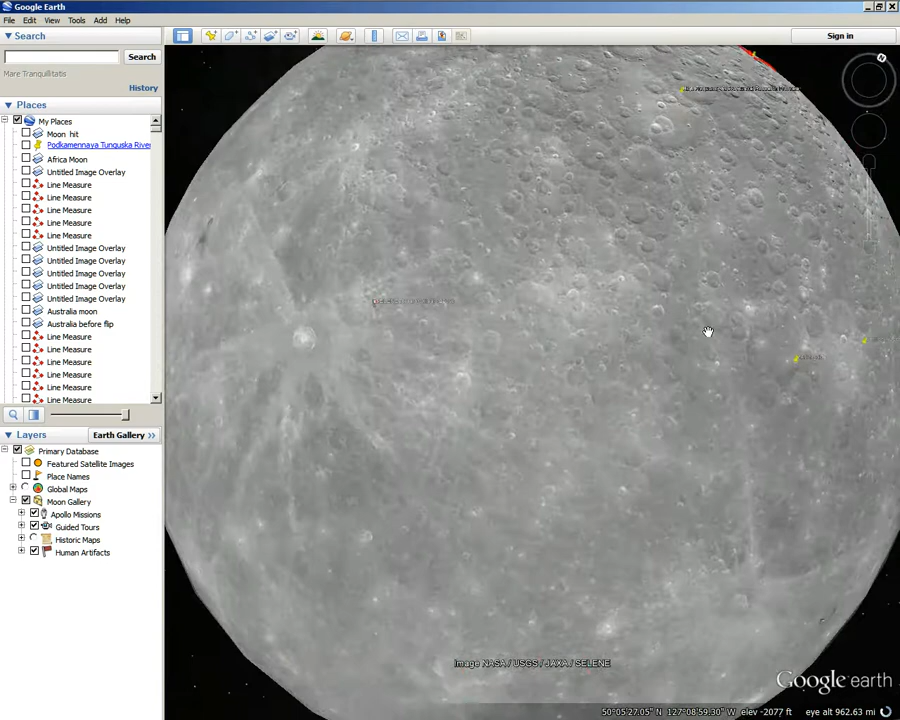 Google Earth
File Edit View Tools Add Help
Search
Sign in
Search
Mare Tranquillitatis
History
Places
My Places
Moon hit
Podkamennaya Tunguska River
Africa Moon
Untitled Image Overlay
Line Measure
Line Measure
Line Measure
Line Measure
Line Measure
Untitled Image Overlay
Untitled Image Overlay
Untitled Image Overlay
Untitled Image Overlay
Untitled Image Overlay
Australia moon
Australia before flip
Line Measure
Line Measure
Line Measure
Line Measure
Line Measure
Line Measure
Layers
Earth Gallery >>
Primary Database
Featured Satellite Images
Place Names
Global Maps
Moon Gallery
Apollo Missions
Guided Tours
Historic Maps
Human Artifacts
N
Image NASA / USGS / JAXA / SELENE
Google earth
50°05'27.05" N 127°08'59.30" W elev -2077 ft eye alt 962.63 mi